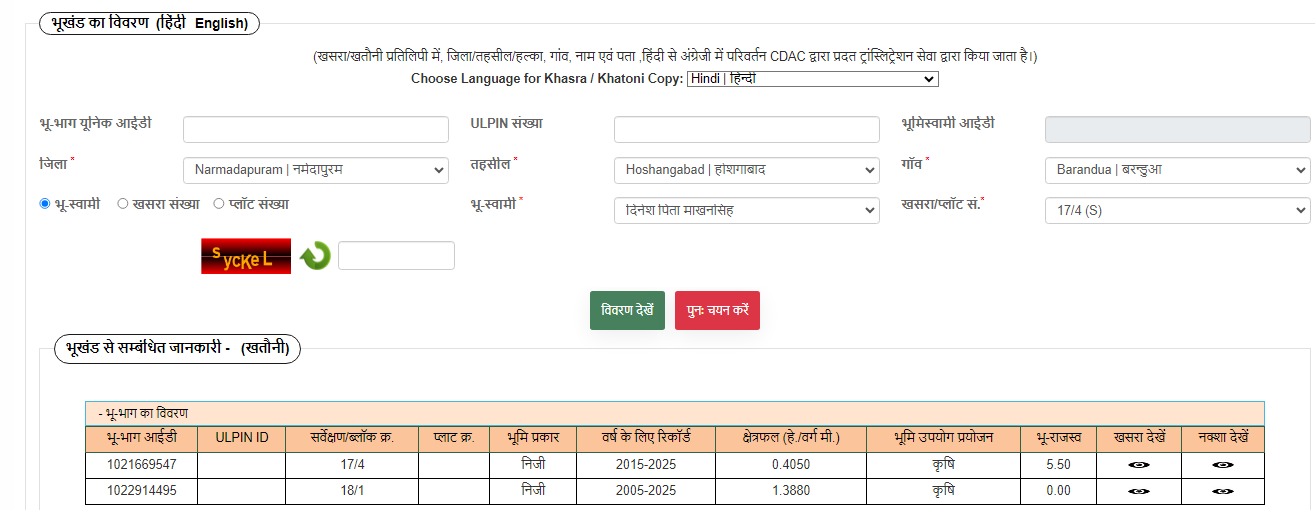 भूखंड का विवरण (हिंदी English)
(खसरा/खतौनी प्रतिलिपी में, जिला/तहसील/हल्का, गांव, नाम एवं पता ,हिंदी से अंग्रेजी में परिवर्तन CDAC द्वारा प्रदत ट्रांस्लिट्रेशन सेवा द्वारा किया जाता है।)
Choose Language for Khasra / Khatoni Copy: Hindi | हिन्दी
भू-भाग यूनिक आईडी ULPIN संख्या भूमिस्वामी आईडी
जिला * Narmadapuram | नर्मदापुरम तहसील * Hoshangabad | होशंगाबाद गाँव * Barandua | बरन्डुआ
भू-स्वामी खसरा संख्या प्लॉट संख्या भू-स्वामी * दिनेश पिता माखनसिंह खसरा/प्लॉट सं.* 17/4 (S)
SycKeL
विवरण देखें पुनः चयन करें
भूखंड से सम्बंधित जानकारी - (खतौनी)
- भू-भाग का विवरण
भू-भाग आईडी ULPIN ID सर्वेक्षण/ब्लॉक क्र. प्लाट क्र. भूमि प्रकार वर्ष के लिए रिकॉर्ड क्षेत्रफल (हे./वर्ग मी.) भूमि उपयोग प्रयोजन भू-राजस्व खसरा देखें नक्शा देखें
1021669547 17/4 निजी 2015-2025 0.4050 कृषि 5.50
1022914495 18/1 निजी 2005-2025 1.3880 कृषि 0.00